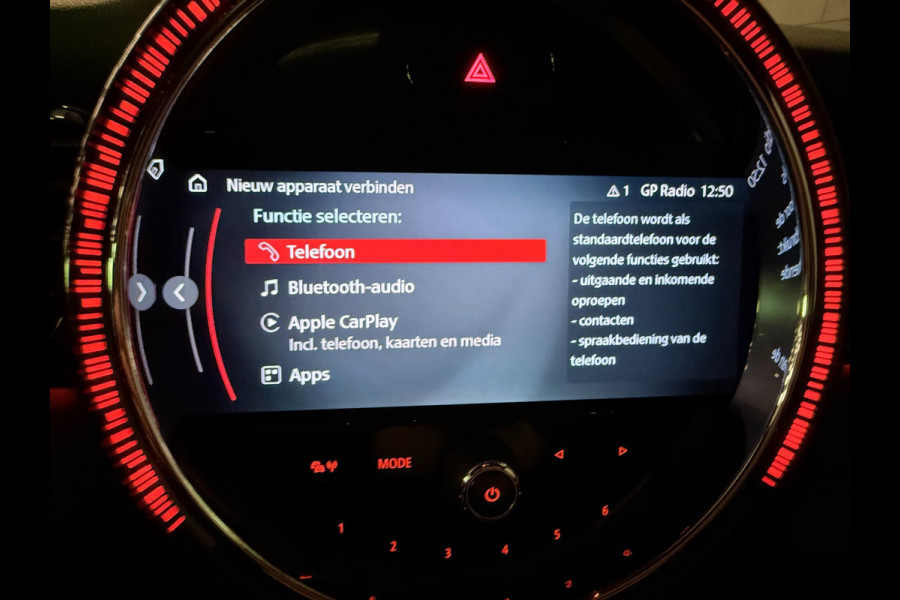 Nieuw apparaat verbinden
1 GP Radio 12:50
Functie selecteren:
Telefoon
Bluetooth-audio
Apple CarPlay
Incl. telefoon, kaarten en media
Apps
De telefoon wordt als
standaardtelefoon voor de
volgende functies gebruikt:
- uitgaande en inkomende
oproepen
- contacten
- spraakbediening van de
telefoon
MODE
1
2
3
4
5
6